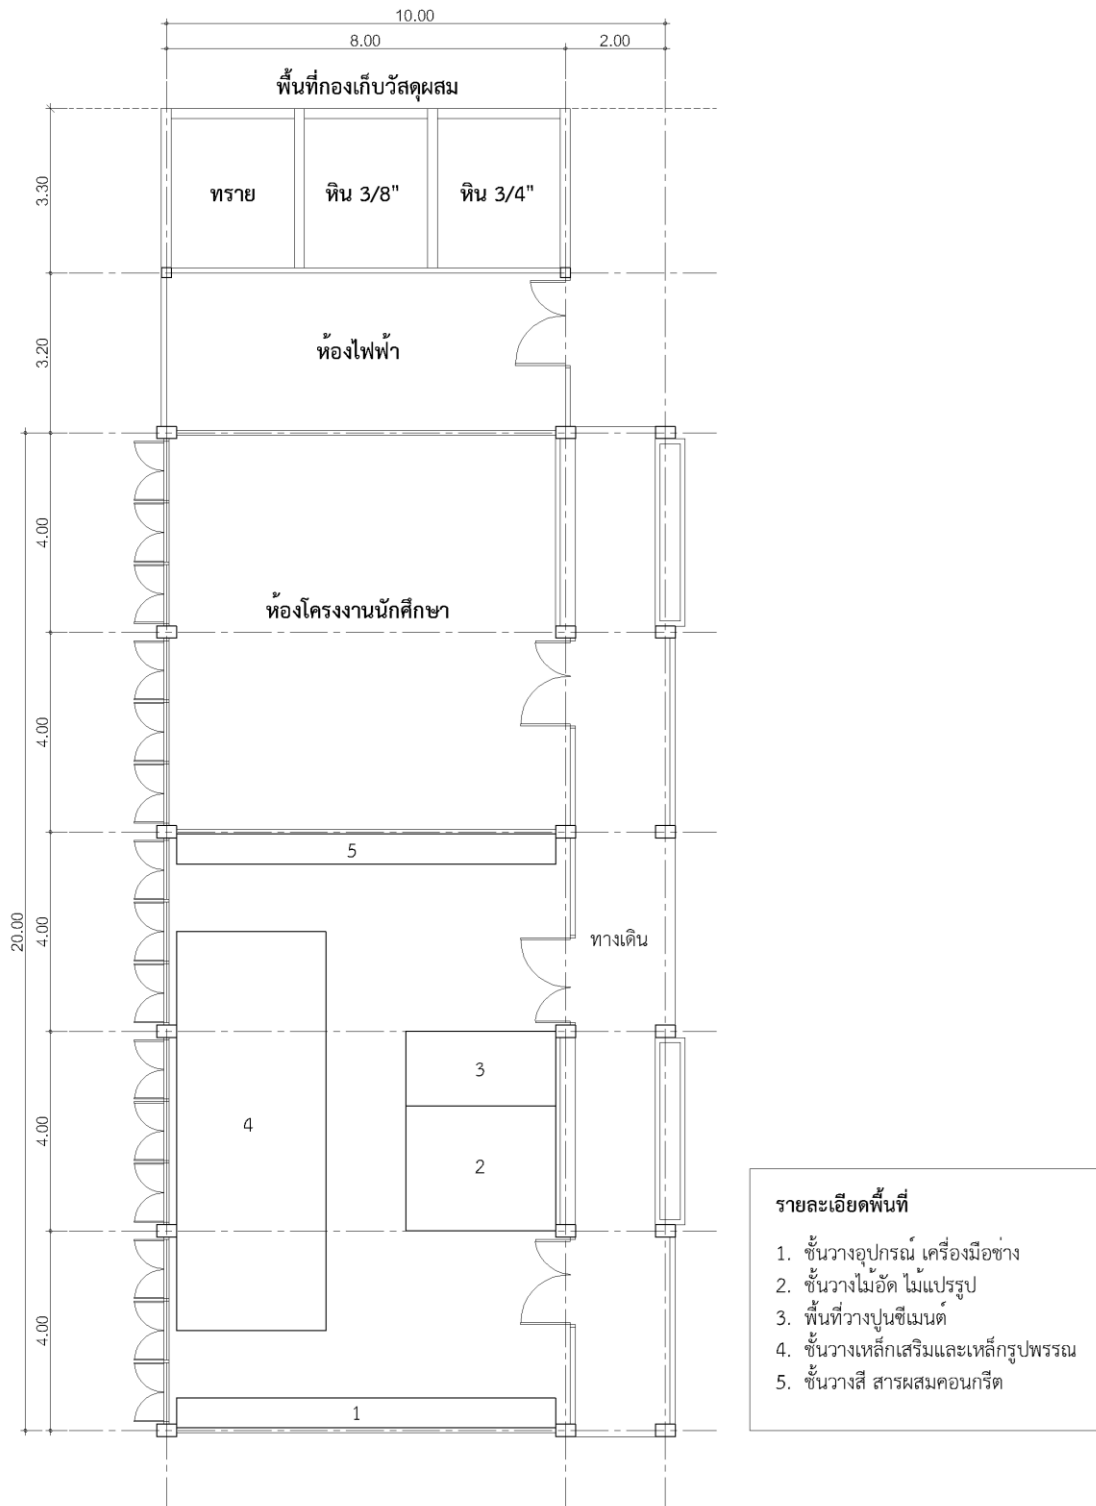 10.00
8.00
2.00
พื้นที่กองเก็บวัสดุผสม
3.30
ทราย
หิน 3/8"
หิน 3/4"
3.20
ห้องไฟฟ้า
4.00
ห้องโครงงานนักศึกษา
4.00
5
20.00
4.00
ทางเดิน
3
4.00
4
2
4.00
1
รายละเอียดพื้นที่
1. ชั้นวางอุปกรณ์ เครื่องมือช่าง
2. ชั้นวางไม้อัด ไม้แปรรูป
3. พื้นที่วางปูนซีเมนต์
4. ชั้นวางเหล็กเสริมและเหล็กรูปพรรณ
5. ชั้นวางสี สารผสมคอนกรีต